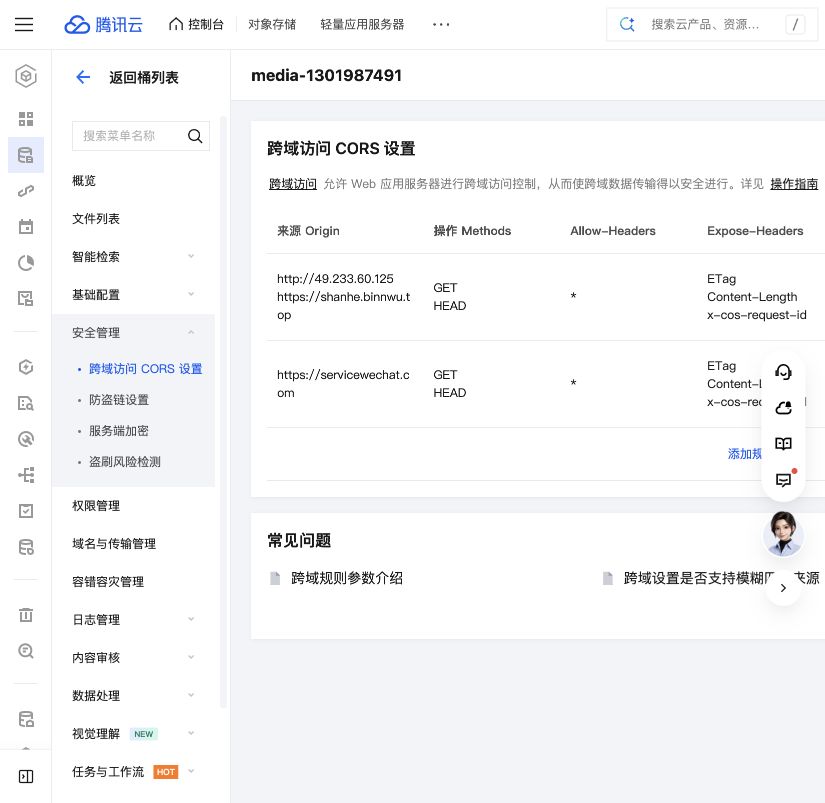 腾讯云
控制台
对象存储
轻量应用服务器
···
搜索云产品、资源...
/
返回桶列表
media-1301987491
搜索菜单名称
概览
文件列表
智能检索
基础配置
安全管理
• 跨域访问 CORS 设置
• 防盗链设置
• 服务端加密
• 盗刷风险检测
权限管理
域名与传输管理
容错容灾管理
日志管理
内容审核
数据处理
视觉理解 NEW
任务与工作流 HOT
跨域访问 CORS 设置
跨域访问 允许 Web 应用服务器进行跨域访问控制，从而使跨域数据传输得以安全进行。详见 操作指南
来源 Origin
操作 Methods
Allow-Headers
Expose-Headers
http://49.233.60.125
https://shanhe.binnwu.t
op
GET
HEAD
*
ETag
Content-Length
x-cos-request-id
https://servicewechat.c
om
GET
HEAD
*
ETag
Content-L
x-cos-req
添加规
常见问题
跨域规则参数介绍
跨域设置是否支持模糊 来源